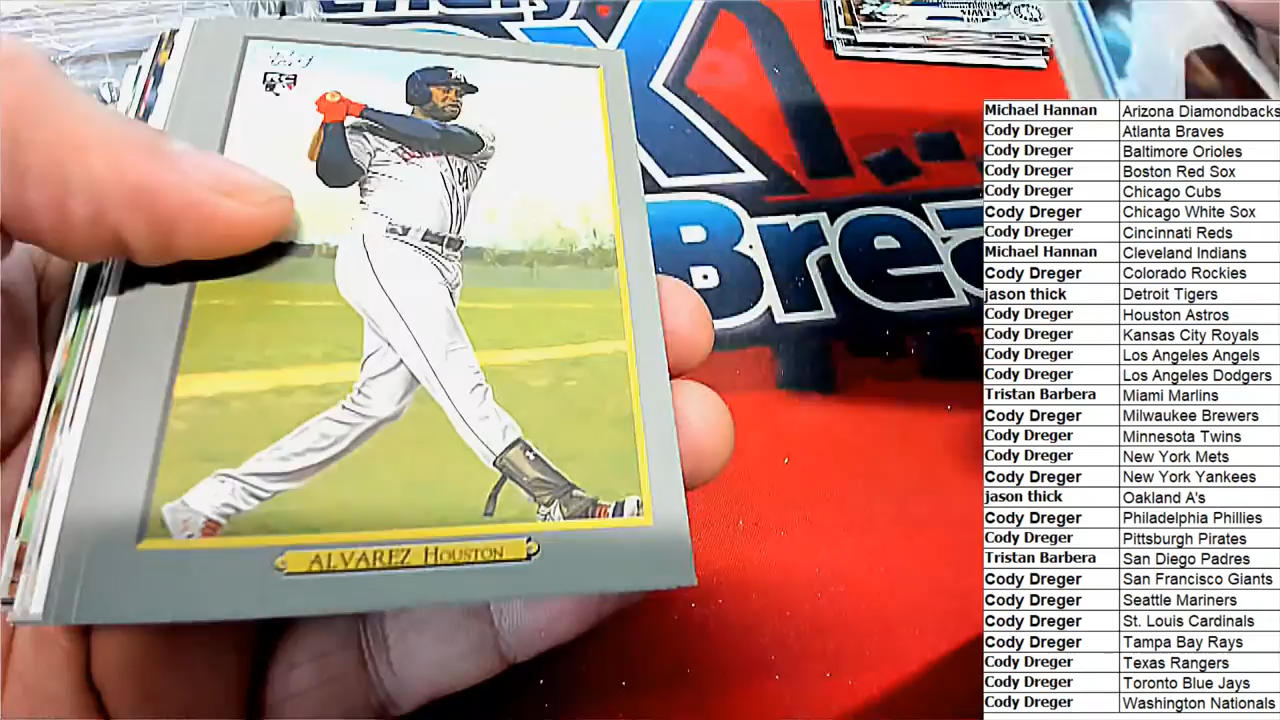 RC
ALVAREZ HOUSTON
X
Brea
Michael Hannan Arizona Diamondbacks
Cody Dreger Atlanta Braves
Cody Dreger Baltimore Orioles
Cody Dreger Boston Red Sox
Cody Dreger Chicago Cubs
Cody Dreger Chicago White Sox
Cody Dreger Cincinnati Reds
Michael Hannan Cleveland Indians
Cody Dreger Colorado Rockies
jason thick Detroit Tigers
Cody Dreger Houston Astros
Cody Dreger Kansas City Royals
Cody Dreger Los Angeles Angels
Cody Dreger Los Angeles Dodgers
Tristan Barbera Miami Marlins
Cody Dreger Milwaukee Brewers
Cody Dreger Minnesota Twins
Cody Dreger New York Mets
Cody Dreger New York Yankees
jason thick Oakland A's
Cody Dreger Philadelphia Phillies
Cody Dreger Pittsburgh Pirates
Tristan Barbera San Diego Padres
Cody Dreger San Francisco Giants
Cody Dreger Seattle Mariners
Cody Dreger St. Louis Cardinals
Cody Dreger Tampa Bay Rays
Cody Dreger Texas Rangers
Cody Dreger Toronto Blue Jays
Cody Dreger Washington Nationals